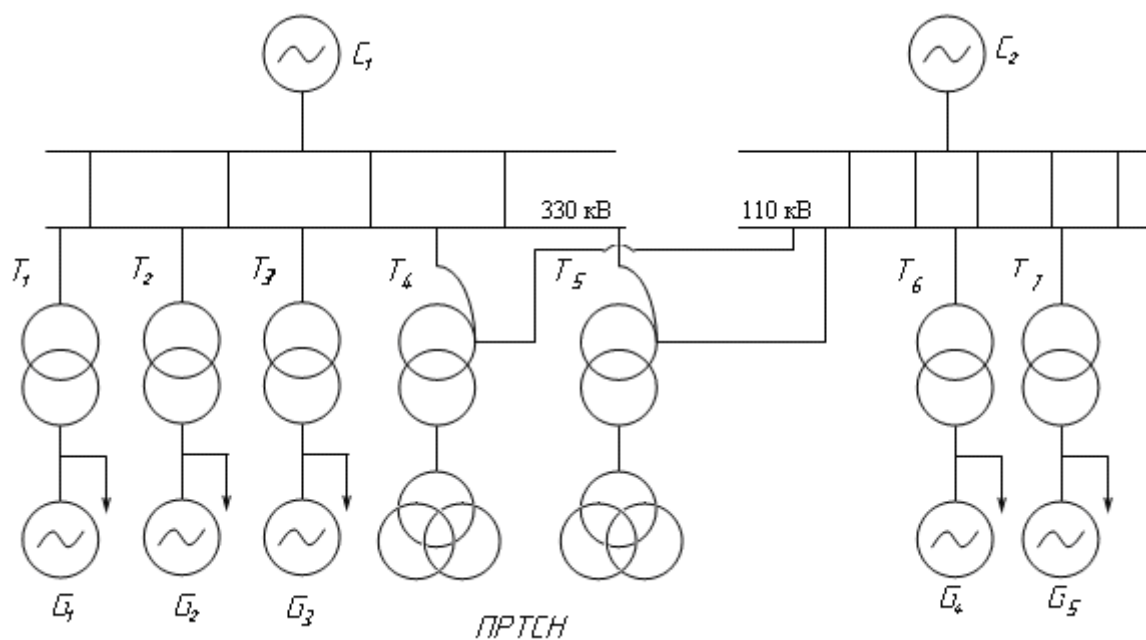 C₁
C₂
330 кВ
110 кВ
T₁
T₂
T₃
T₄
T₅
T₆
T₇
G₁
G₂
G₃
G₄
G₅
ПРТСН